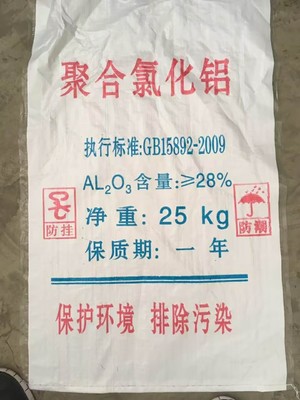 聚合氯化铝
执行标准:GB15892-2009
AL₂O₃含量:≥28%
净重:25 kg
保质期:一年
防挂
防潮
保护环境 排除污染